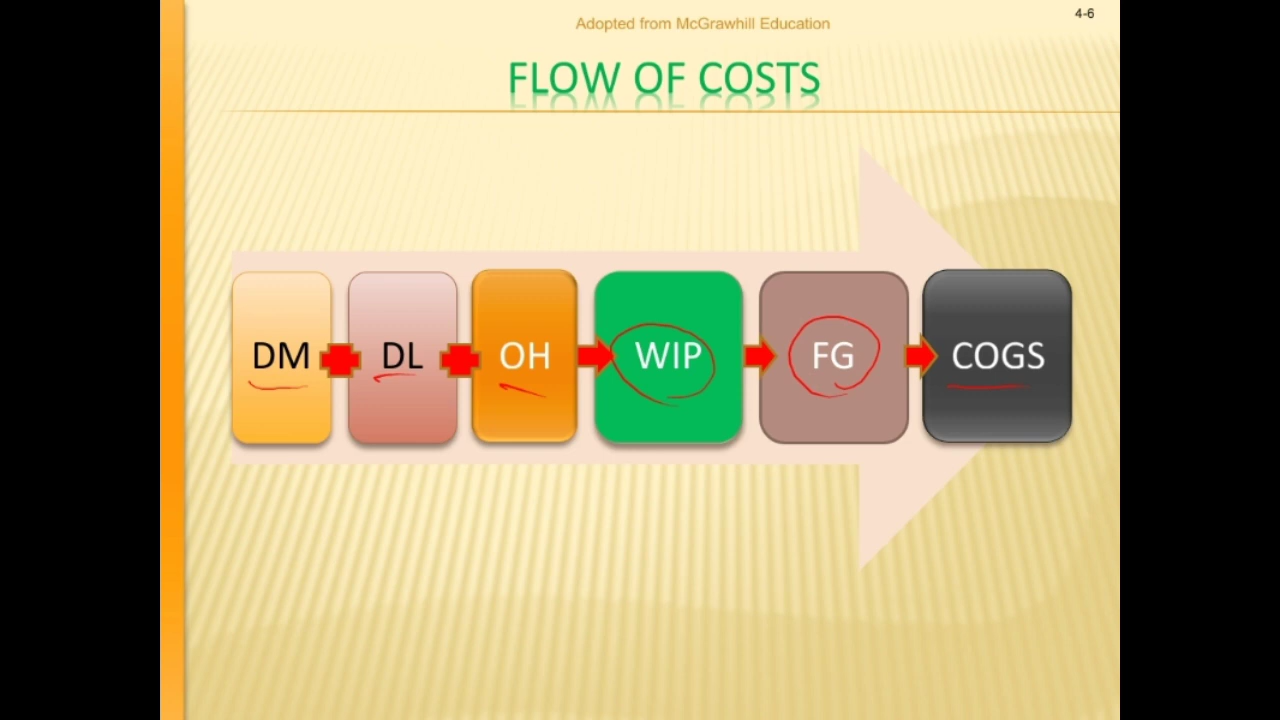 4-6
Adopted from McGrawhill Education
FLOW OF COSTS
DM DL OH WIP FG COGS